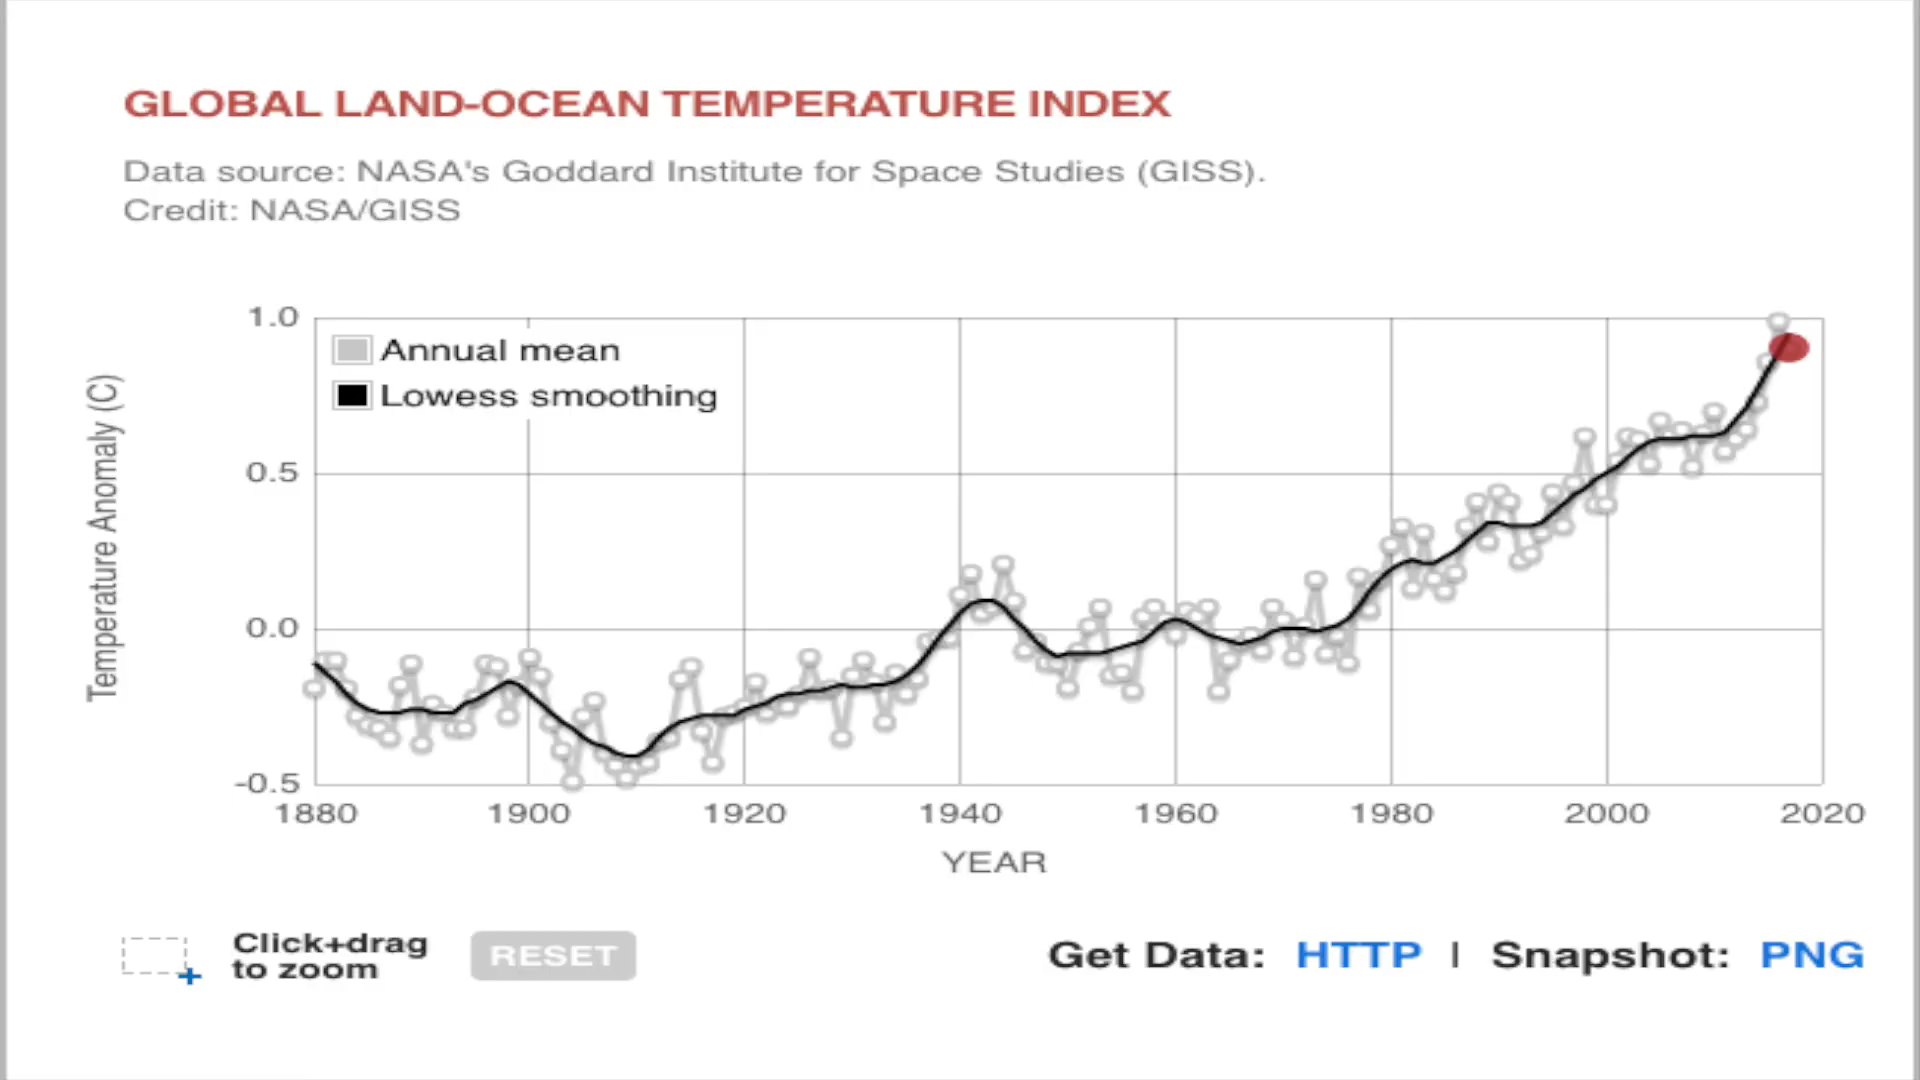 GLOBAL LAND-OCEAN TEMPERATURE INDEX
Data source: NASA's Goddard Institute for Space Studies (GISS).
Credit: NASA/GISS
Annual mean
Lowess smoothing
Temperature Anomaly (C)
1.0
0.5
0.0
-0.5
1880 1900 1920 1940 1960 1980 2000 2020
YEAR
Click+drag
to zoom
RESET
Get Data: HTTP | Snapshot: PNG